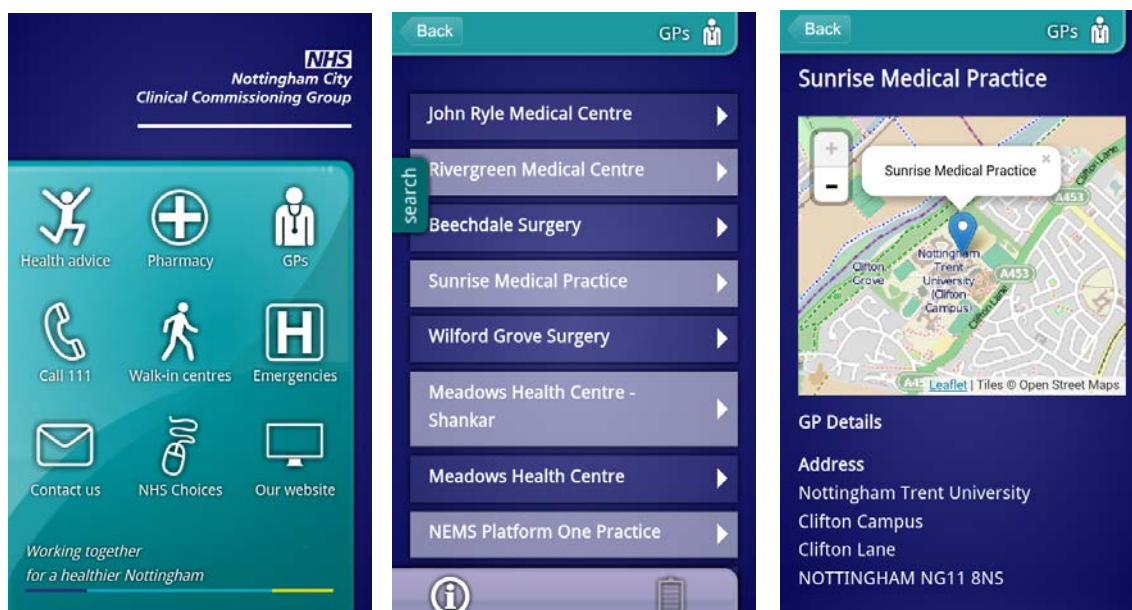 NHS
Nottingham City
Clinical Commissioning Group
Health advice
Pharmacy
GPs
Call 111
Walk-in centres
Emergencies
Contact us
NHS Choices
Our website
Working together
for a healthier Nottingham
Back
GPs
search
John Ryle Medical Centre
Rivergreen Medical Centre
Beechdale Surgery
Sunrise Medical Practice
Wilford Grove Surgery
Meadows Health Centre -
Shankar
Meadows Health Centre
NEMS Platform One Practice
Back
GPs
Sunrise Medical Practice
+
-
Sunrise Medical Practice
×
Clifton Lane
A453
Nottingham
Trent
University
(Clifton
Campus)
Clifton
Grove
A453
Clifton Lane
A45
Leaflet | Tiles © Open Street Maps
GP Details
Address
Nottingham Trent University
Clifton Campus
Clifton Lane
NOTTINGHAM NG11 8NS